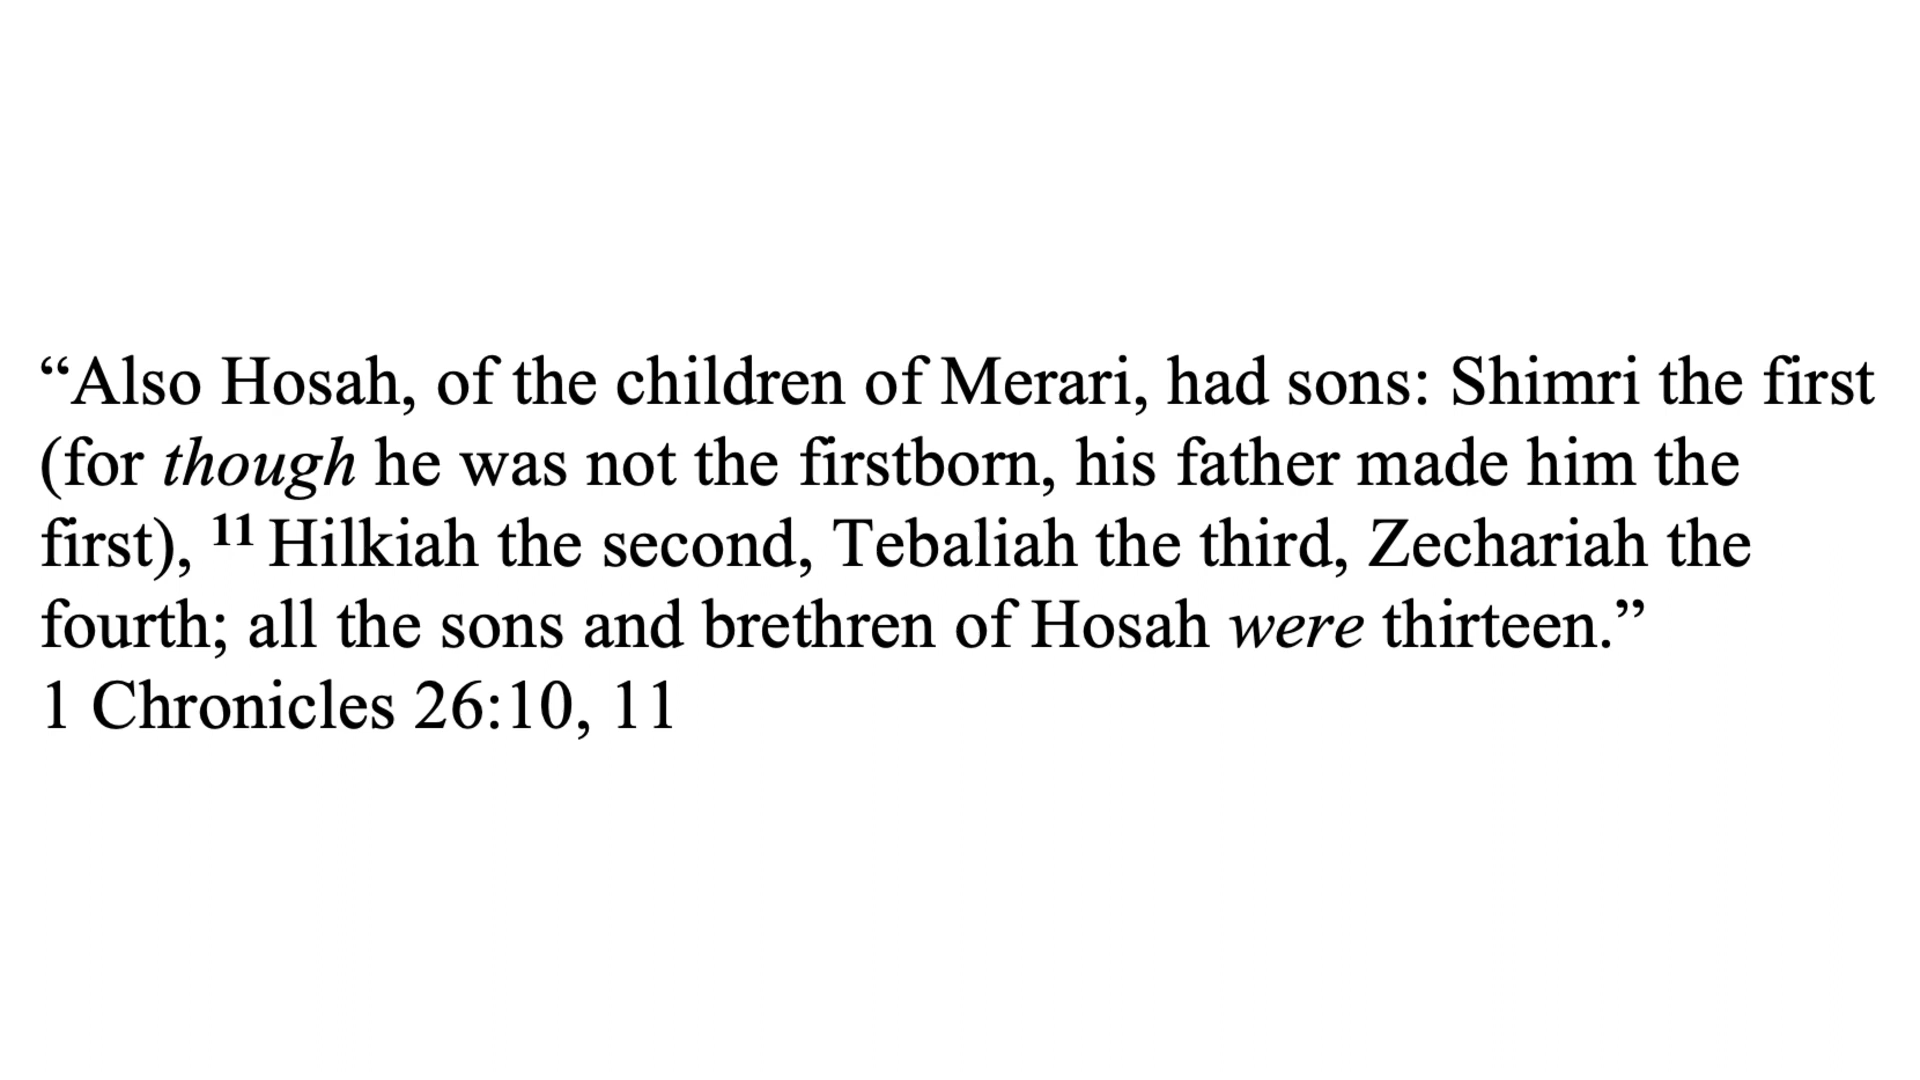 “Also Hosah, of the children of Merari, had sons: Shimri the first
(for though he was not the firstborn, his father made him the
first), 11 Hilkiah the second, Tebaliah the third, Zechariah the
fourth; all the sons and brethren of Hosah were thirteen.”
1 Chronicles 26:10, 11